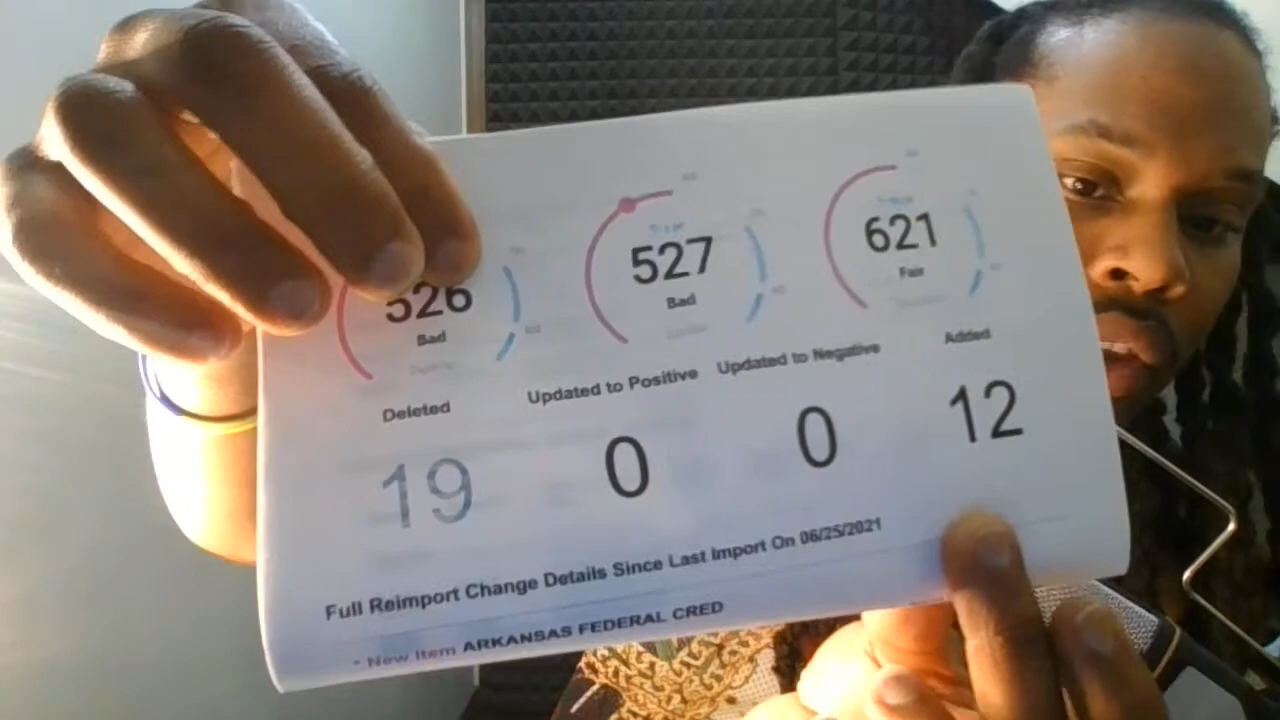 526 527 621
Bad Bad Fair
Deleted Updated to Positive Updated to Negative Added
19 0 0 12
Full Reimport Change Details Since Last Import On 06/25/2021
- New Item ARKANSAS FEDERAL CRED